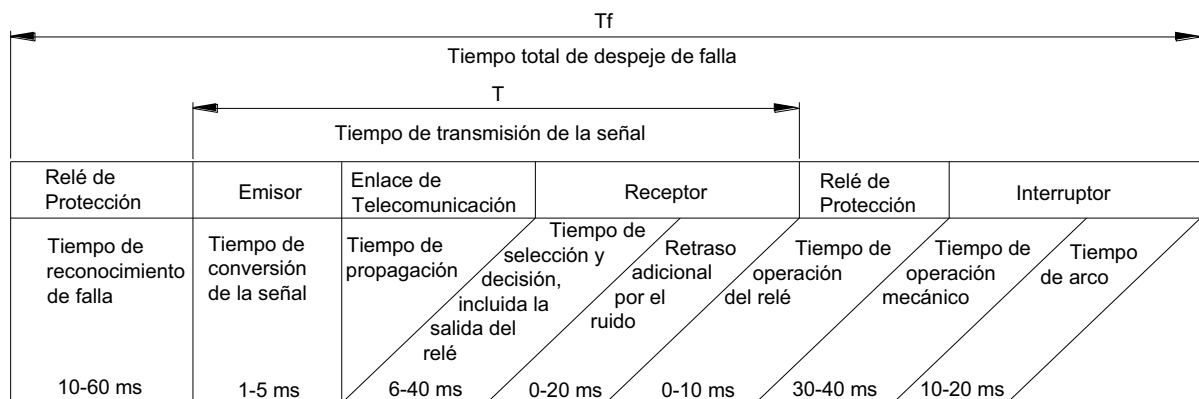 Tf
Tiempo total de despeje de falla
T
Tiempo de transmisión de la señal
Relé de
Protección
Emisor
Enlace de
Telecomunicación
Receptor
Relé de
Protección
Interruptor
Tiempo de
reconocimiento
de falla
Tiempo de
conversión
de la señal
Tiempo de
propagación
Tiempo de
selección y
decisión,
incluida la
salida del
relé
Retraso
adicional
por el
ruido
Tiempo de
operación
del relé
Tiempo de
operación
mecánico
Tiempo
de arco
10-60 ms
1-5 ms
6-40 ms
0-20 ms
0-10 ms
30-40 ms
10-20 ms